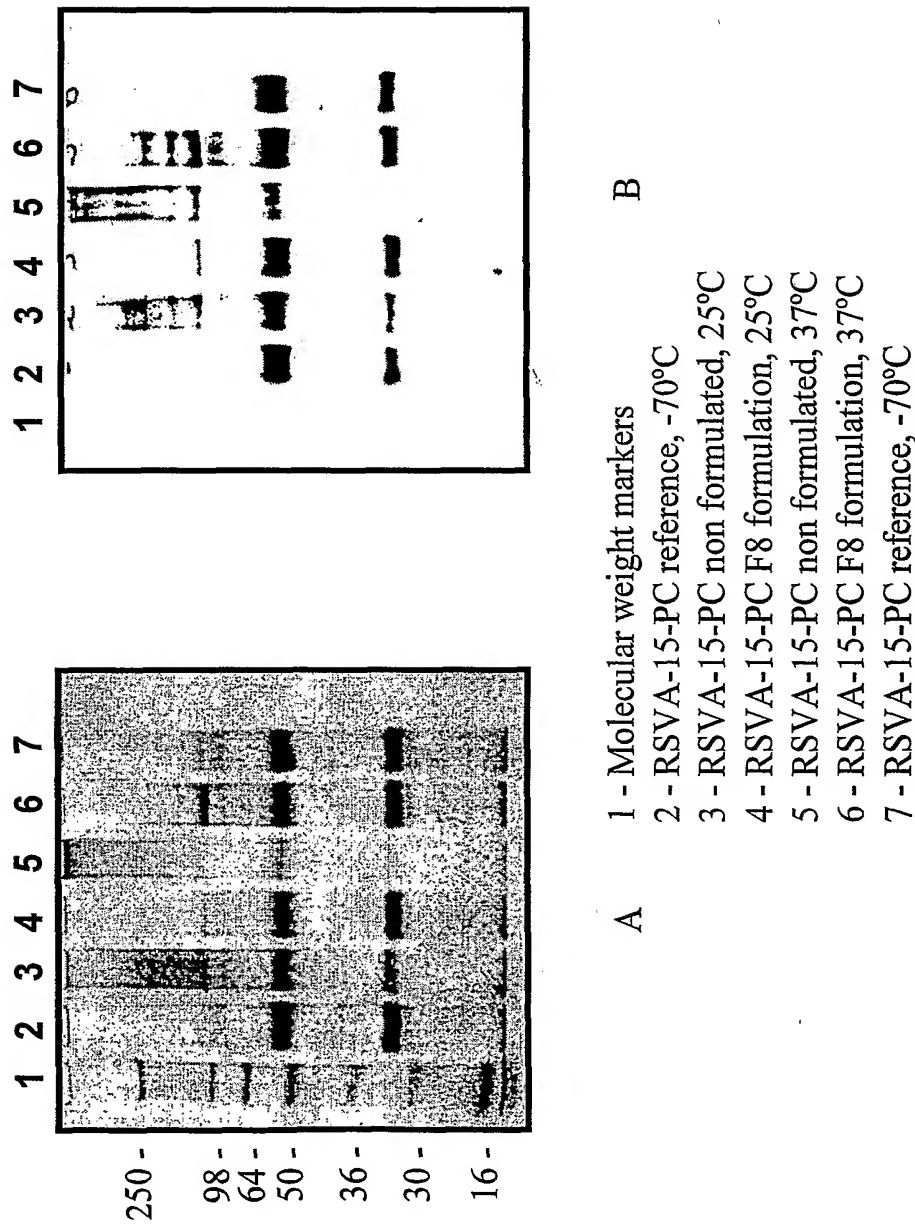 1 2 3 4 5 6 7
1 2 3 4 5 6 7
250 -
98 -
64 -
50 -
36 -
30 -
16 -
A
B
1 - Molecular weight markers
2 - RSVA-15-PC reference, -70°C
3 - RSVA-15-PC non formulated, 25°C
4 - RSVA-15-PC F8 formulation, 25°C
5 - RSVA-15-PC non formulated, 37°C
6 - RSVA-15-PC F8 formulation, 37°C
7 - RSVA-15-PC reference, -70°C